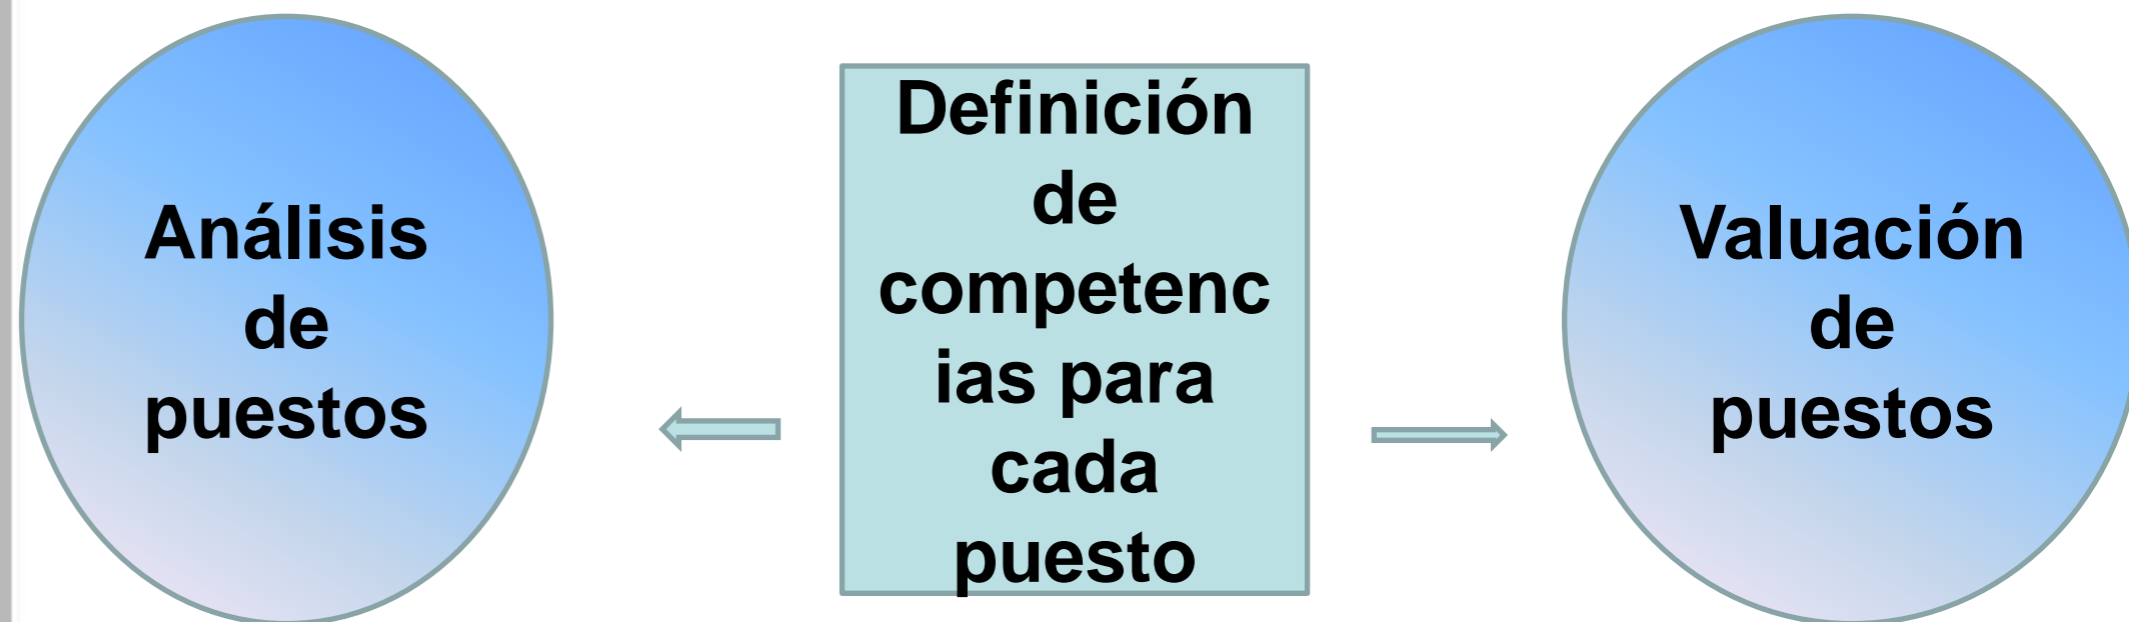 Análisis
de
puestos
Definición
de
competenc
ias para
cada
puesto
Valuación
de
puestos